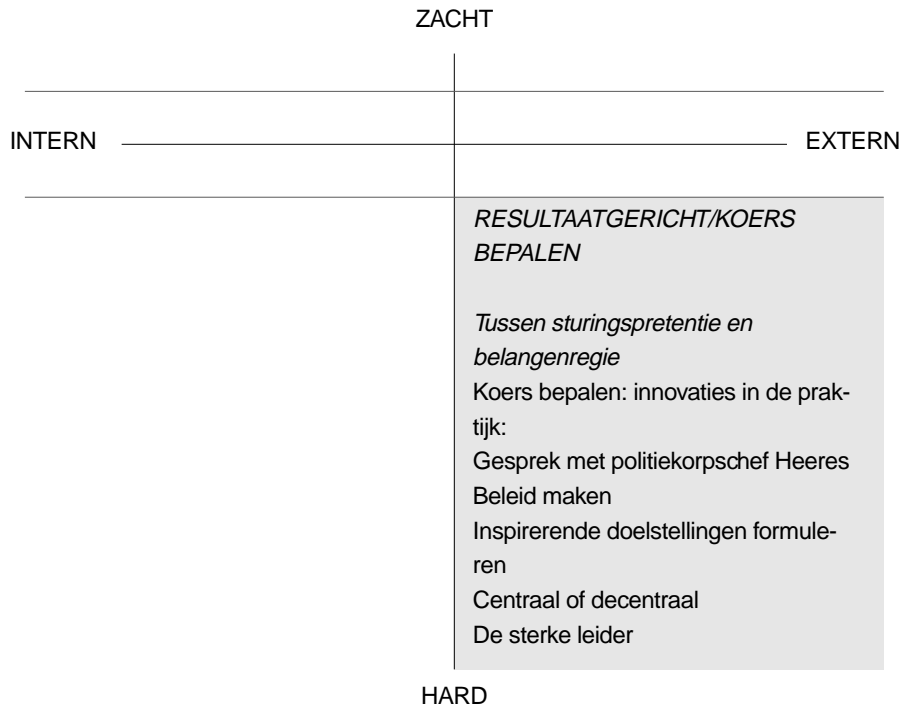 ZACHT
INTERN
EXTERN
RESULTAATGERICHT/KOERS
BEPALEN
Tussen sturingspretentie en
belangenregie
Koers bepalen: innovaties in de prak-
tijk:
Gesprek met politiekorpschef Heeres
Beleid maken
Inspirerende doelstellingen formule-
ren
Centraal of decentraal
De sterke leider
HARD